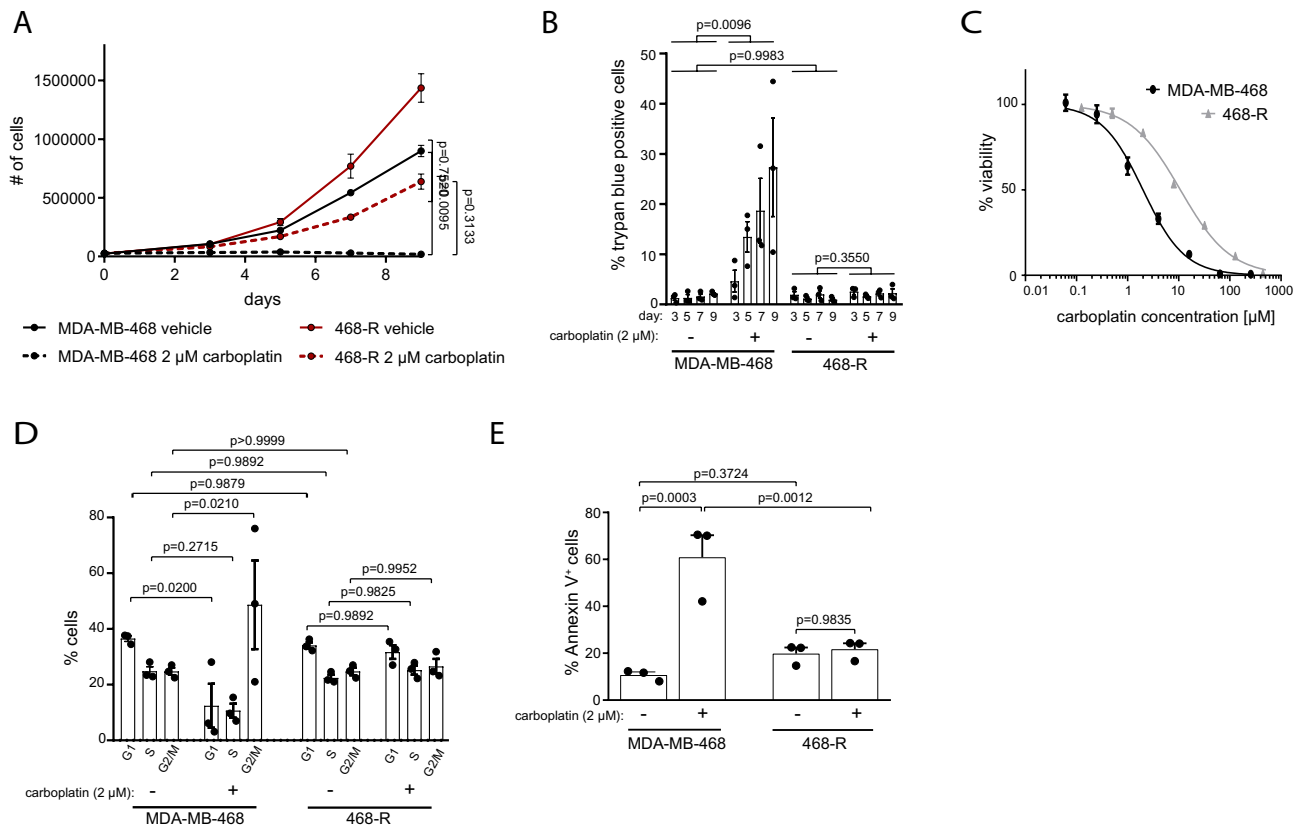 A
# of cells
1500000
1000000
500000
0
0 2 4 6 8
days
p=0.0095
p=0.3133
MDA-MB-468 vehicle
468-R vehicle
MDA-MB-468 2 µM carboplatin
468-R 2 µM carboplatin
B
p=0.0096
p=0.9983
% trypan blue positive cells
50
40
30
20
10
0
p=0.3550
day: 3 5 7 9 3 5 7 9 3 5 7 9 3 5 7 9
carboplatin (2 µM): - + - +
MDA-MB-468 468-R
C
MDA-MB-468
468-R
% viability
100
50
0
0.01 0.1 1 10 100 1000
carboplatin concentration [µM]
D
p>0.9999
p=0.9892
p=0.9879
p=0.0210
p=0.2715
p=0.0200
p=0.9952
p=0.9825
p=0.9892
% cells
80
60
40
20
0
G1 S G2/M G1 S G2/M G1 S G2/M G1 S G2/M
carboplatin (2 µM): - + - +
MDA-MB-468 468-R
E
p=0.3724
p=0.0003 p=0.0012
% Annexin V⁺ cells
80
60
40
20
0
p=0.9835
carboplatin (2 µM): - + - +
MDA-MB-468 468-R